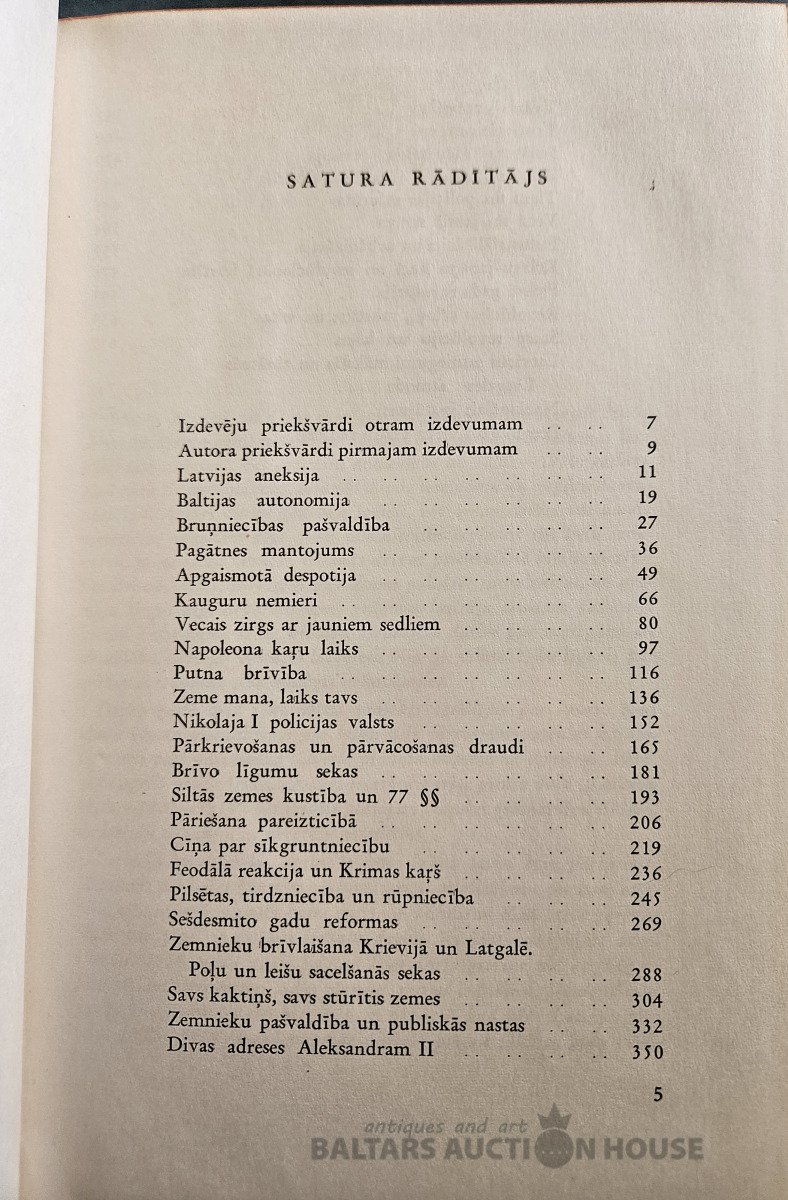 SATURA RĀDĪTĀJS
Izdevēju priekšvārdi otram izdevumam . . . . 7
Autora priekšvārdi pirmajam izdevumam . . . . 9
Latvijas aneksija . . . . . . . . . . . . . . 11
Baltijas autonomija . . . . . . . . . . . . 19
Bruņniecības pašvaldība . . . . . . . . . . 27
Pagātnes mantojums . . . . . . . . . . . . 36
Apgaismotā despotija . . . . . . . . . . . . 49
Kauguru nemieri . . . . . . . . . . . . . . 66
Vecais zirgs ar jauniem sedliem . . . . . . . . 80
Napoleona kaŗu laiks . . . . . . . . . . . . 97
Putna brīvība . . . . . . . . . . . . . . 116
Zeme mana, laiks tavs . . . . . . . . . . . . 136
Nikolaja I policijas valsts . . . . . . . . . . 152
Pārkrievošanas un pārvācošanas draudi . . . . 165
Brīvo līgumu sekas . . . . . . . . . . . . 181
Siltās zemes kustība un 77 §§ . . . . . . . . 193
Pāriešana pareizticībā . . . . . . . . . . . . 206
Cīņa par sīkgruntniecību . . . . . . . . . . 219
Feodālā reakcija un Krimas kaŗš . . . . . . . . 236
Pilsētas, tirdzniecība un rūpniecība . . . . . . 245
Sešdesmito gadu reformas . . . . . . . . . . 269
Zemnieku brīvlaišana Krievijā un Latgalē.
Poļu un leišu sacelšanās sekas . . . . . . . . 288
Savs kaktiņš, savs stūrītis zemes . . . . . . . . 304
Zemnieku pašvaldība un publiskās nastas . . . . 332
Divas adreses Aleksandram II . . . . . . . . 350
5
antiques and art
BALTARS AUCTION HOUSE